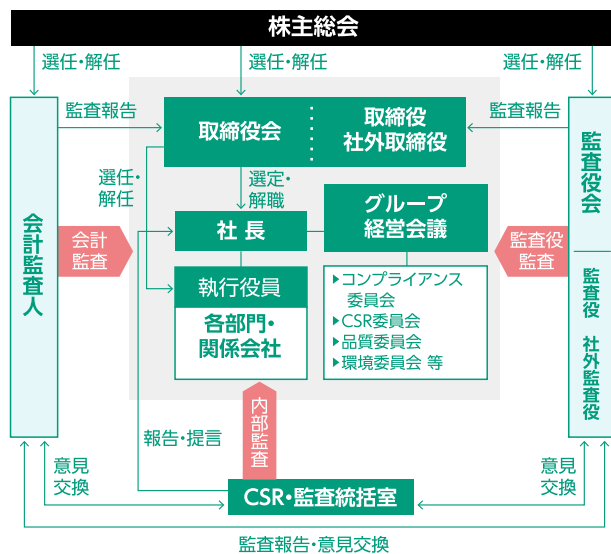 株主総会
選任・解任
選任・解任
選任・解任
監査報告
監査報告
取締役会
取締役
社外取締役
会計監査人
監査役会
監査役 社外監査役
選任・
解任
選定・
解職
社長
グループ
経営会議
会計
監査
監査役
監査
執行役員
各部門・
関係会社
▶コンプライアンス
委員会
▶CSR委員会
▶品質委員会
▶環境委員会 等
内部監査
報告・提言
意見
交換
CSR・監査統括室
意見
交換
監査報告・意見交換